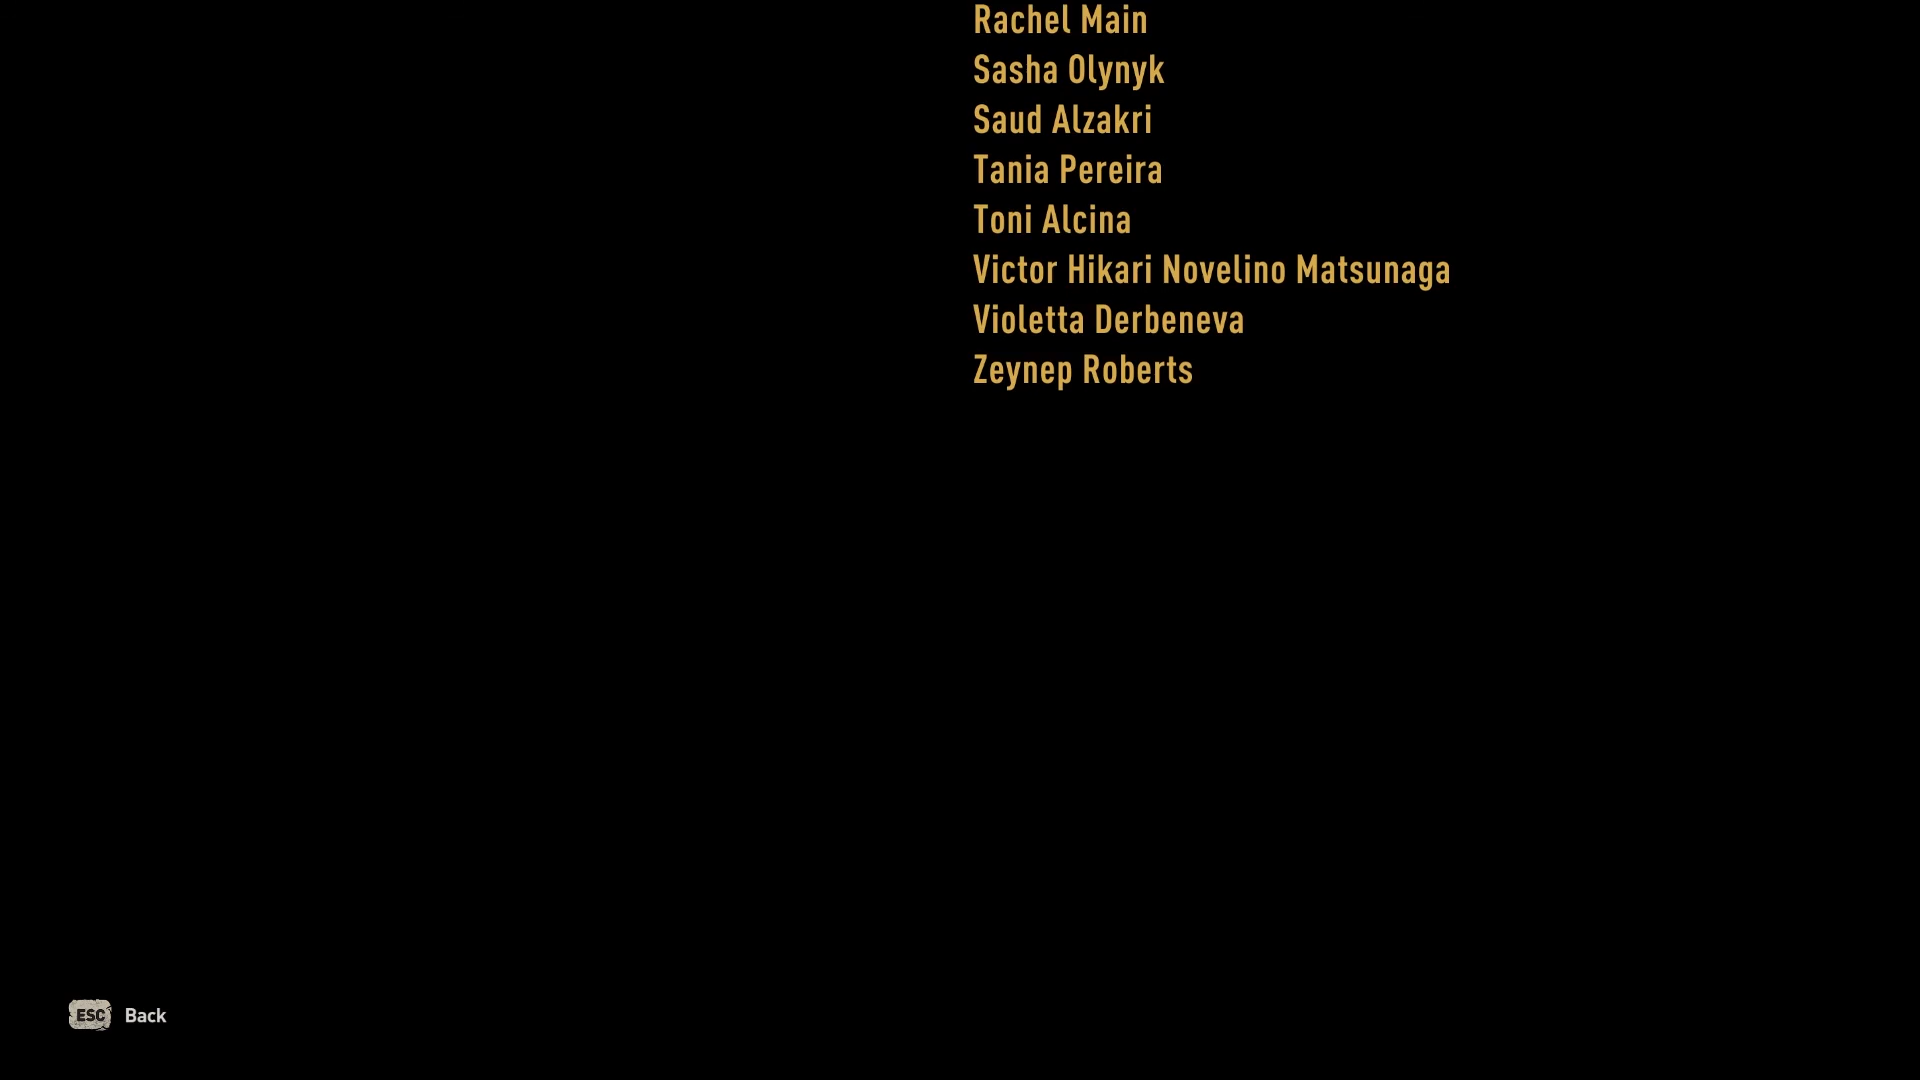 Rachel Main
Sasha Olynyk
Saud Alzakri
Tania Pereira
Toni Alcina
Victor Hikari Novelino Matsunaga
Violetta Derbeneva
Zeynep Roberts
ESC Back